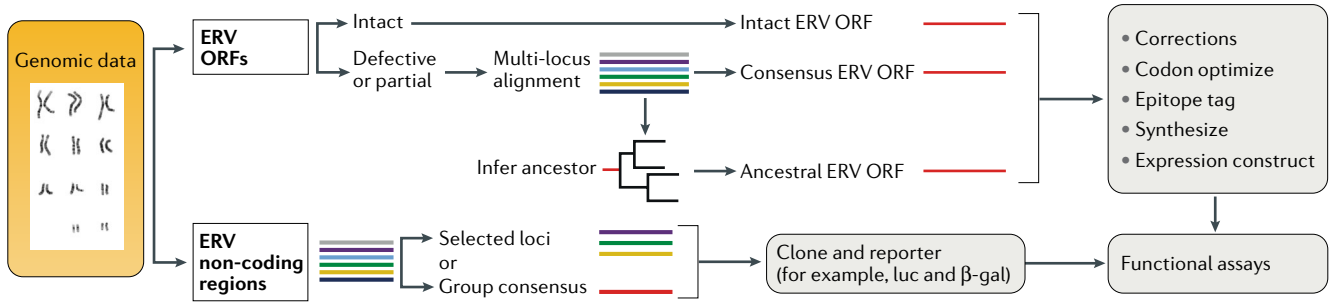 Genomic data
ERV
ORFs
Intact
Intact ERV ORF
Defective
or partial
Multi-locus
alignment
Consensus ERV ORF
Infer ancestor
Ancestral ERV ORF
• Corrections
• Codon optimize
• Epitope tag
• Synthesize
• Expression construct
ERV
non-coding
regions
Selected loci
or
Group consensus
Clone and reporter
(for example, luc and β-gal)
Functional assays